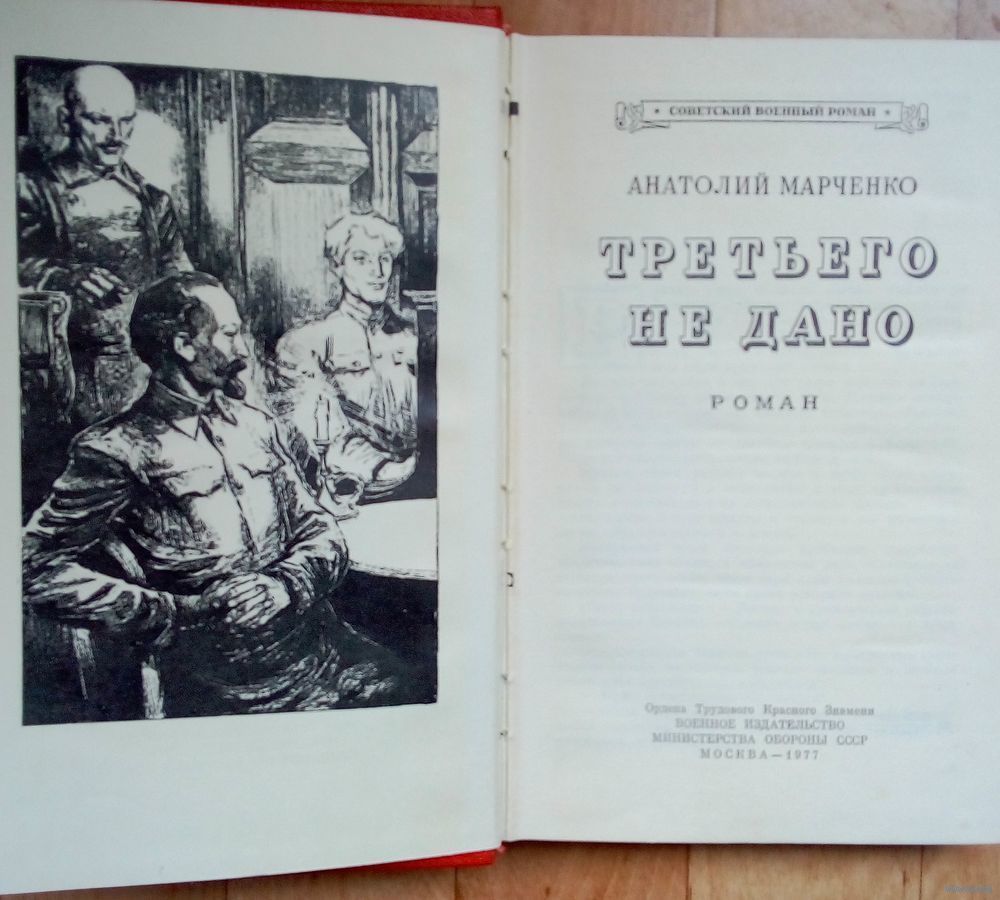 ★ СОВЕТСКИЙ ВОЕННЫЙ РОМАН ★
АНАТОЛИЙ МАРЧЕНКО
ТРЕТЬЕГО
НЕ ДАНО
РОМАН
Ордена Трудового Красного Знамени
ВОЕННОЕ ИЗДАТЕЛЬСТВО
МИНИСТЕРСТВА ОБОРОНЫ СССР
МОСКВА—1977